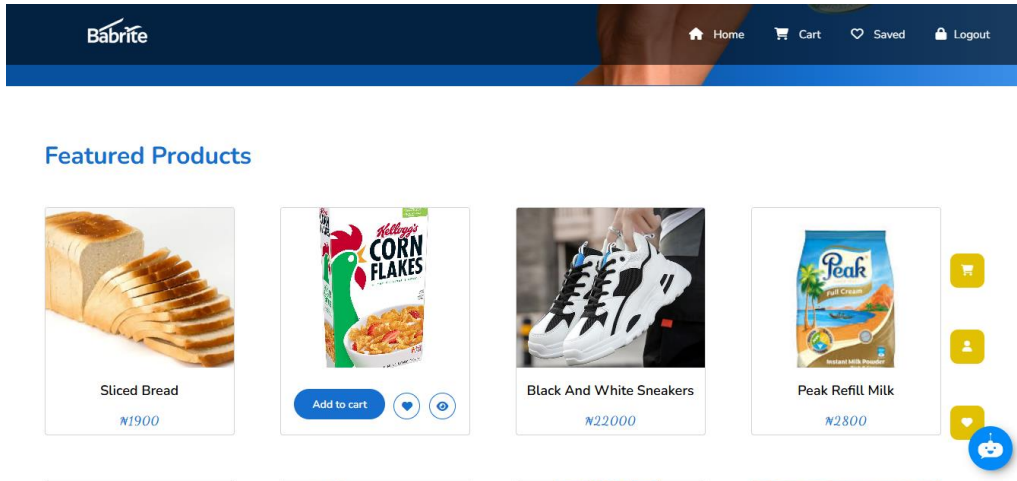 Babrite
Home
Cart
Saved
Logout
Featured Products
Kellogg's
CORN
FLAKES
Peak
Full Cream
Instant Milk Powder
Sliced Bread
Add to cart
Black And White Sneakers
Peak Refill Milk
₦1900
₦22000
₦2800